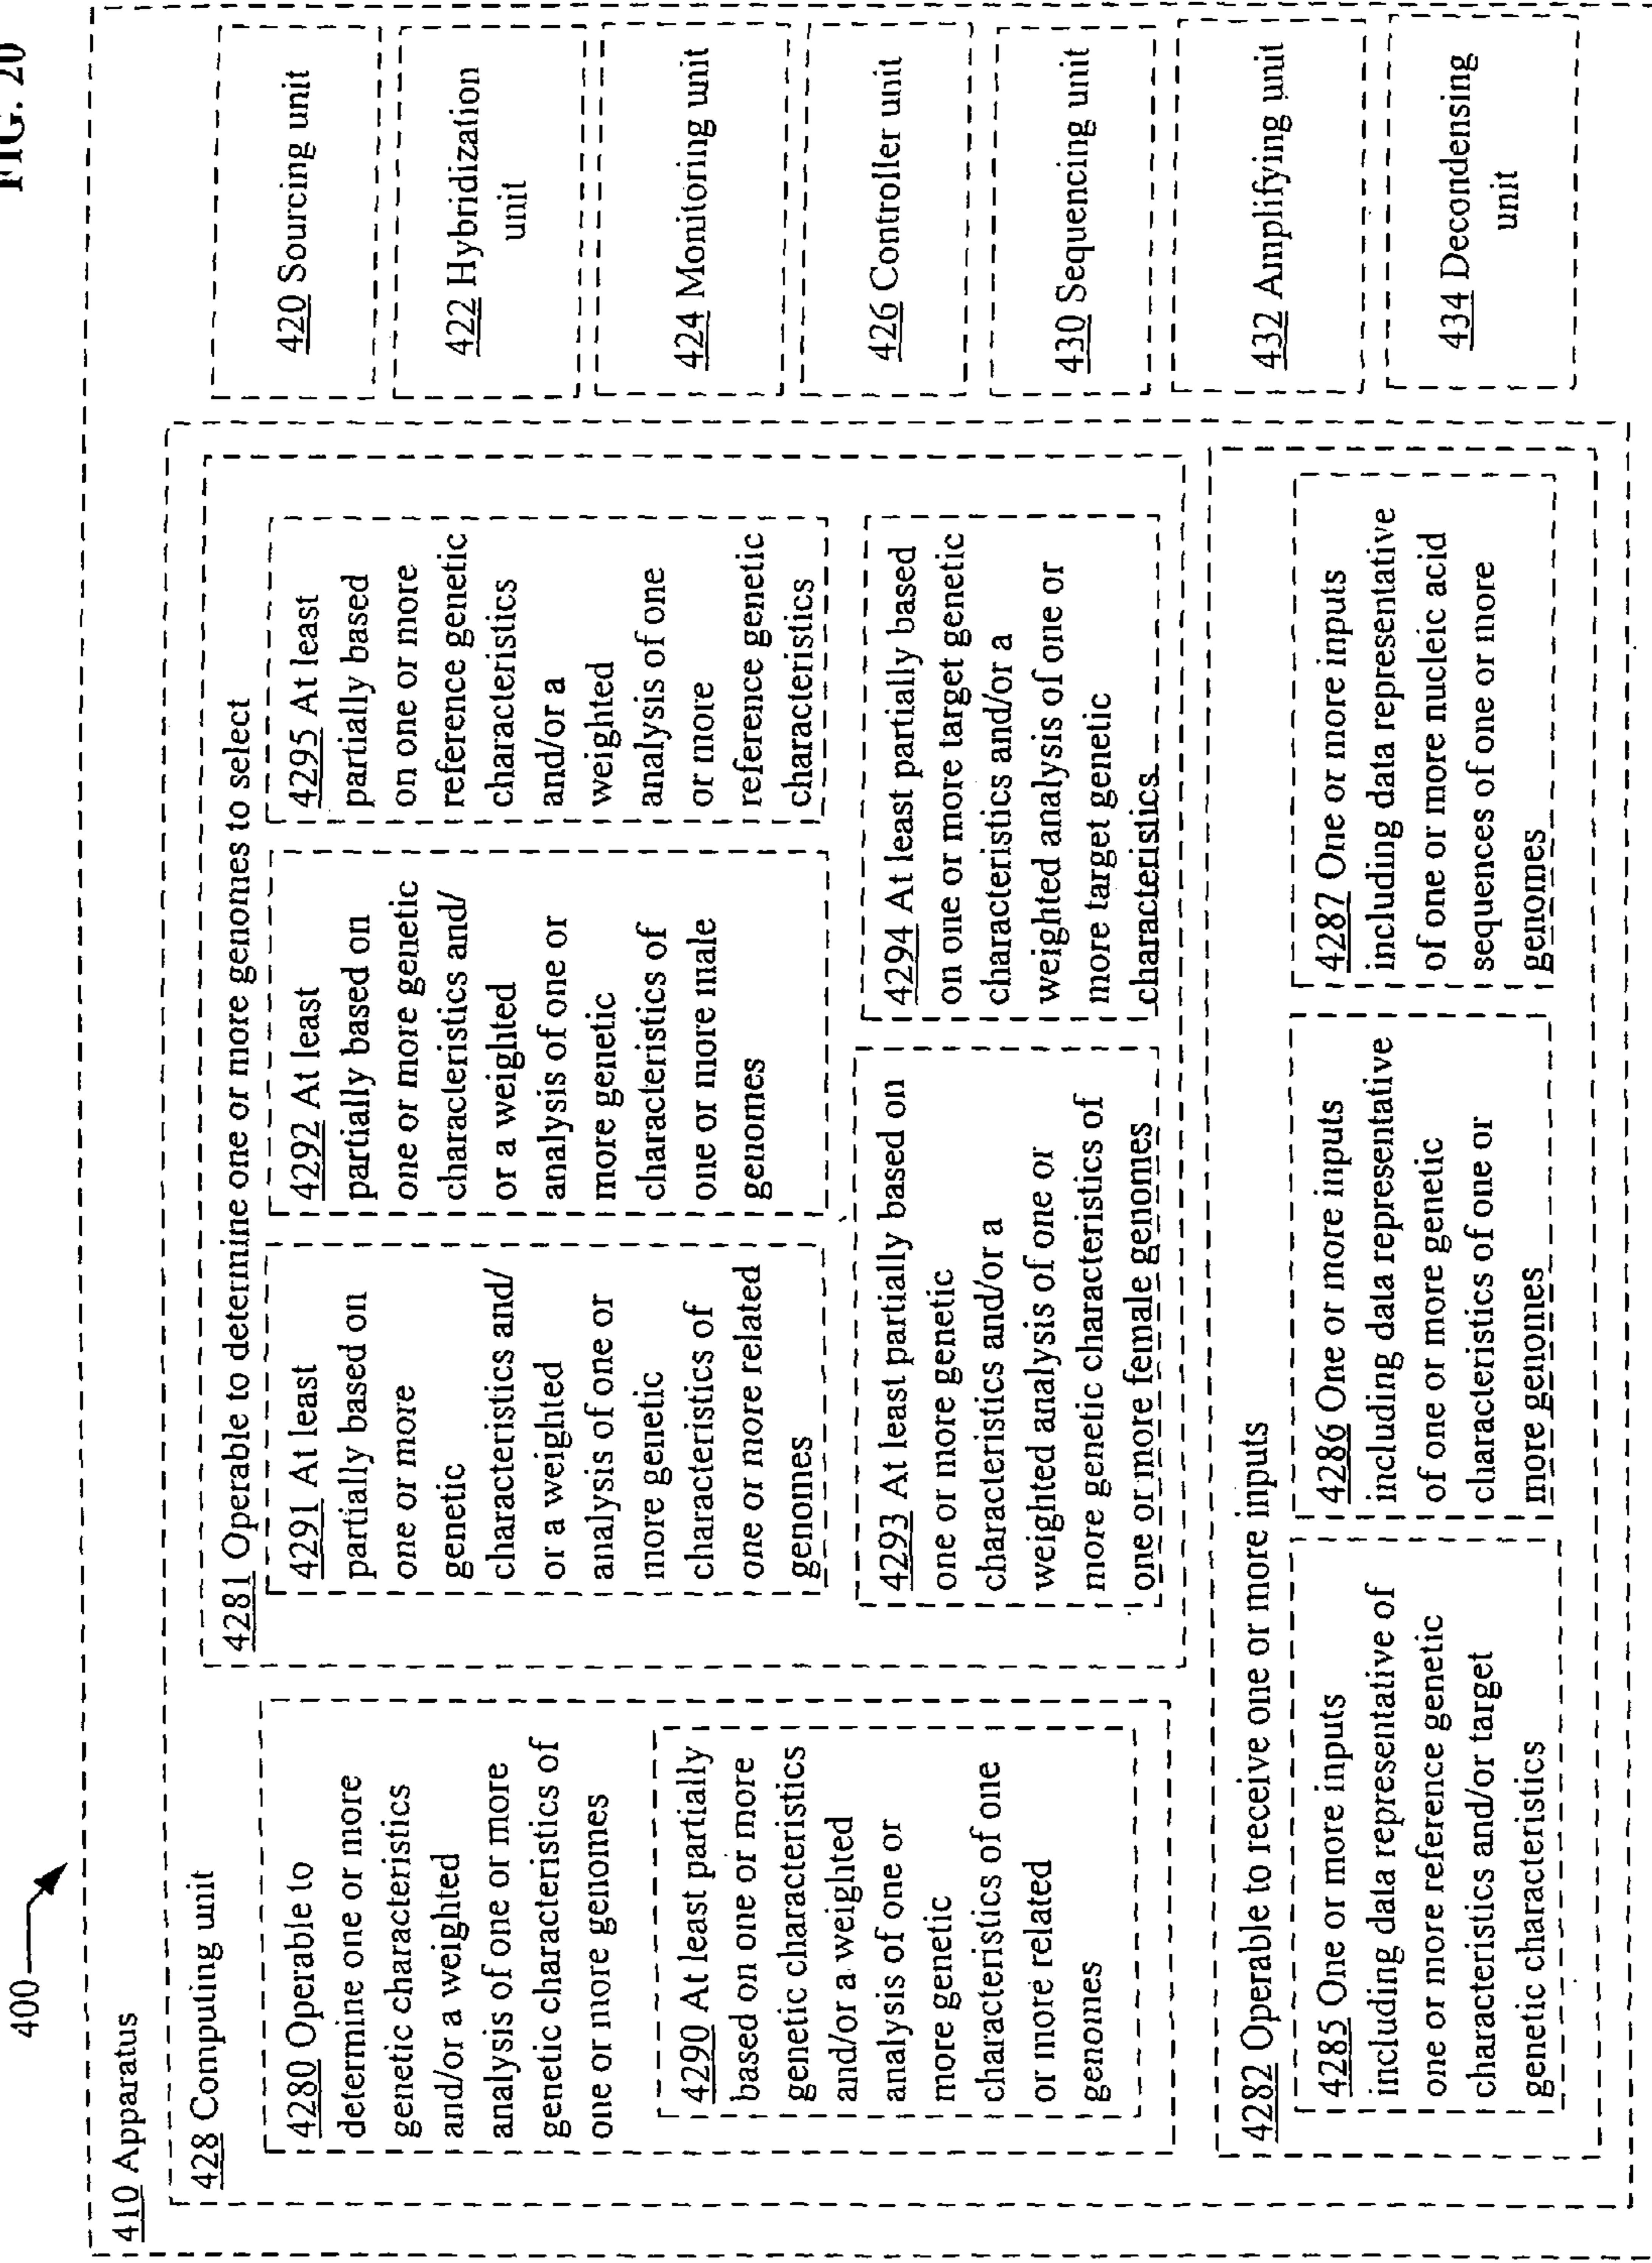 FIG. 20
400
410 Apparatus
428 Computing unit
4280 Operable to
determine one or more
genetic characteristics
and/or a weighted
analysis of one or more
genetic characteristics of
one or more genomes
4290 At least partially
based on one or more
genetic characteristics
and/or a weighted
analysis of one or
more genetic
characteristics of one
or more related
genomes
4281 Operable to determine one or more genomes to select
4291 At least
partially based on
one or more
genetic
characteristics and/
or a weighted
analysis of one or
more genetic
characteristics of
one or more related
genomes
4292 At least
partially based on
one or more genetic
characteristics and/
or a weighted
analysis of one or
more genetic
characteristics of
one or more male
genomes
4295 At least
partially based
on one or more
reference genetic
characteristics
and/or a
weighted
analysis of one
or more
reference genetic
characteristics
4293 At least partially based on
one or more genetic
characteristics and/or a
weighted analysis of one or
more genetic characteristics of
one or more female genomes
4294 At least partially based
on one or more target genetic
characteristics and/or a
weighted analysis of one or
more target genetic
characteristics
4282 Operable to receive one or more inputs
4285 One or more inputs
including data representative of
one or more reference genetic
characteristics and/or target
genetic characteristics
4286 One or more inputs
including data representative
of one or more genetic
characteristics of one or
more genomes
4287 One or more inputs
including data representative
of one or more nucleic acid
sequences of one or more
genomes
420 Sourcing unit
422 Hybridization
unit
424 Monitoring unit
426 Controller unit
430 Sequencing unit
432 Amplifying unit
434 Decondensing
unit